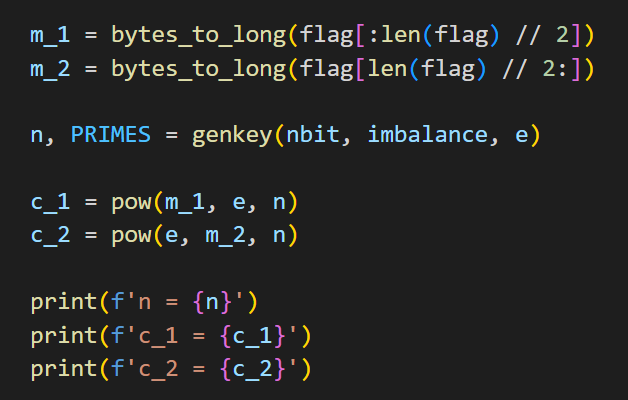 m_1 = bytes_to_long(flag[:len(flag) // 2])
m_2 = bytes_to_long(flag[len(flag) // 2:])
n, PRIMES = genkey(nbit, imbalance, e)
c_1 = pow(m_1, e, n)
c_2 = pow(e, m_2, n)
print(f'n = {n}')
print(f'c_1 = {c_1}')
print(f'c_2 = {c_2}')